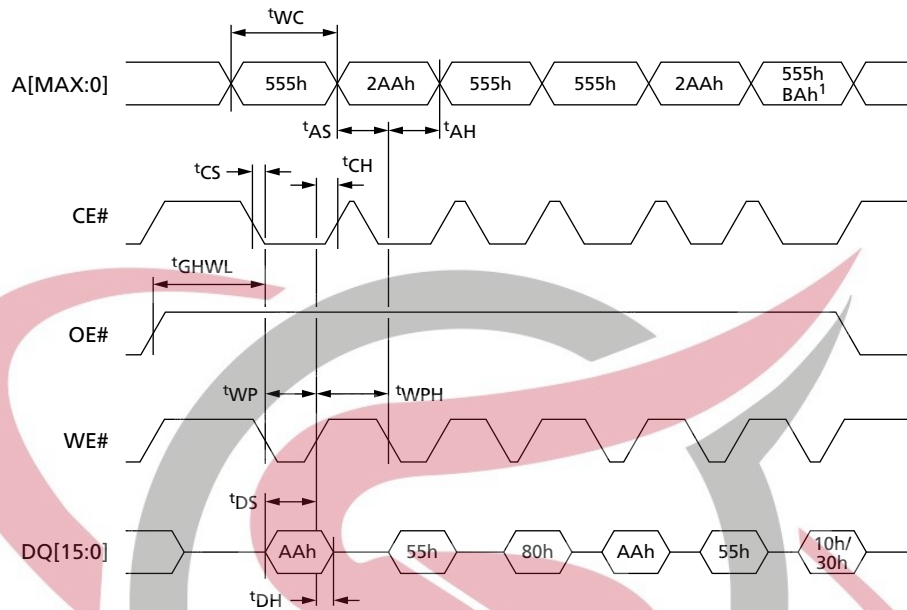 tWC
A[MAX:0] 555h 2AAh 555h 555h 2AAh 555h
BAh1
tAS tAH
tCS tCH
CE#
tGHWL
OE#
tWP tWPH
WE#
tDS
DQ[15:0] AAh 55h 80h AAh 55h 10h/
30h
tDH